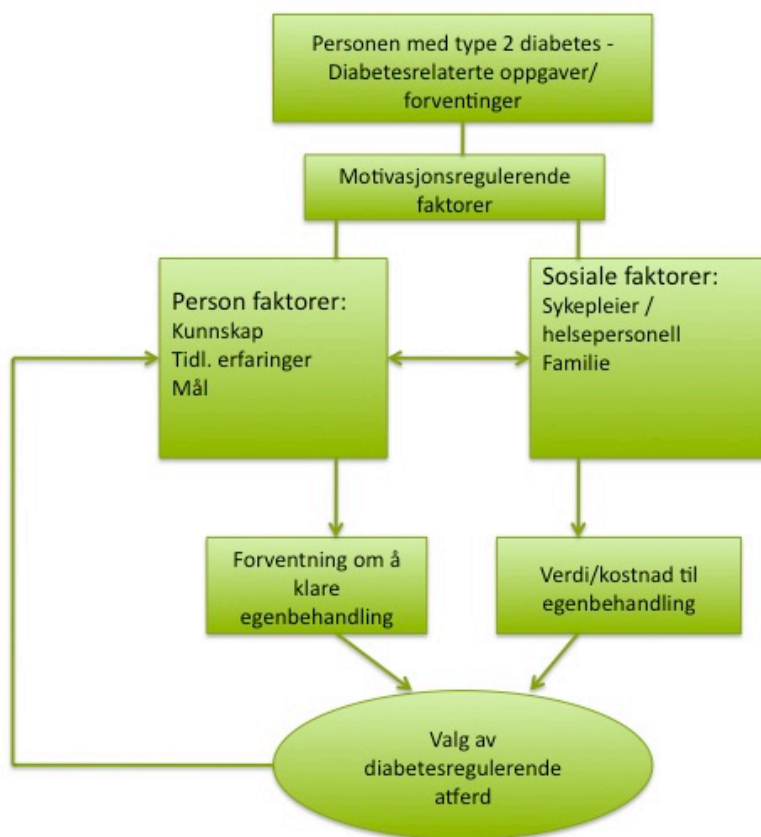 Personen med type 2 diabetes -
Diabetesrelaterte oppgaver/
forventinger
Motivasjonsregulerende
faktorer
Person faktorer:
Kunnskap
Tidl. erfaringer
Mål
Sosiale faktorer:
Sykepleier /
helsepersonell
Familie
Forventning om å
klare
egenbehandling
Verdi/kostnad til
egenbehandling
Valg av
diabetesregulerende
atferd